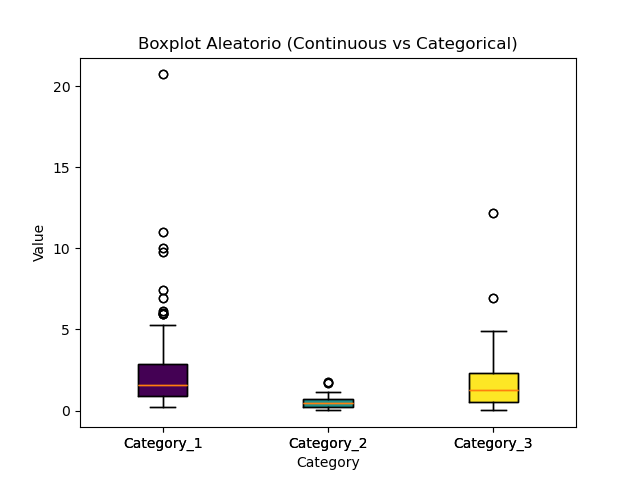 Boxplot Aleatorio (Continuous vs Categorical)
20
15
10
5
0
Value
Category_1 Category_2 Category_3
Category